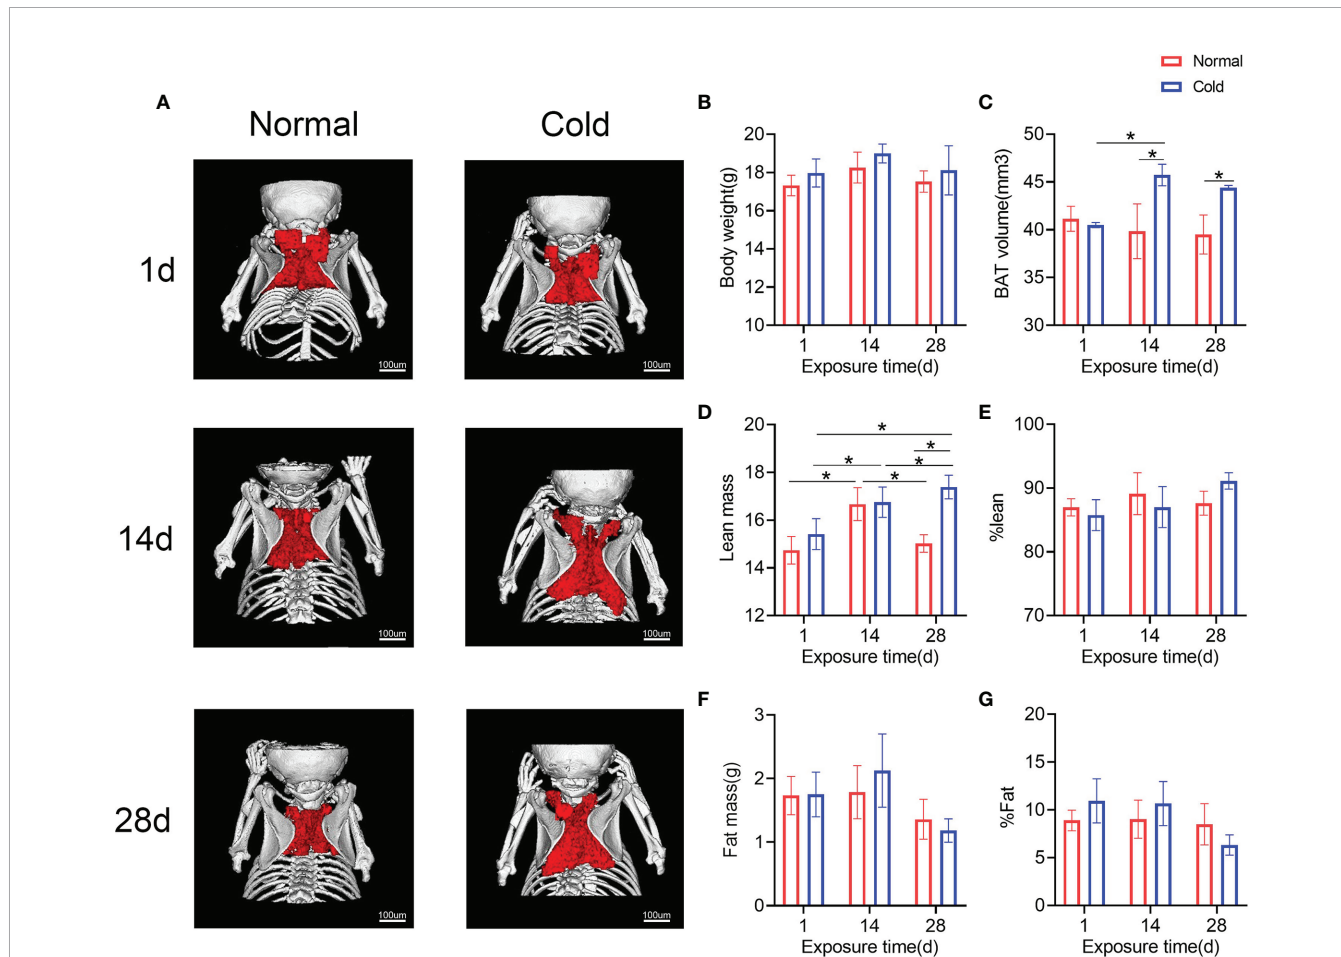 Normal
Cold
A
Normal
Cold
1d
100um
100um
14d
100um
100um
28d
100um
100um
B
Body weight(g)
20
18
16
14
12
10
1
14
28
Exposure time(d)
C
BAT volume(mm3)
50
45
40
35
30
*
*
*
1
14
28
Exposure time(d)
D
Lean mass
20
18
16
14
12
*
*
*
*
*
*
1
14
28
Exposure time(d)
E
%lean
100
90
80
70
1
14
28
Exposure time(d)
F
Fat mass(g)
3
2
1
0
1
14
28
Exposure time(d)
G
%Fat
20
15
10
5
0
1
14
28
Exposure time(d)